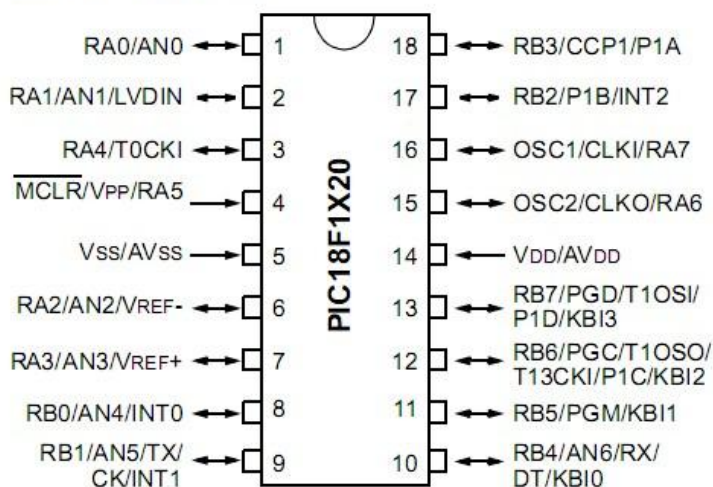 RA0/AN0 1 18 RB3/CCP1/P1A
RA1/AN1/LVDIN 2 17 RB2/P1B/INT2
RA4/T0CKI 3 16 OSC1/CLKI/RA7
MCLR/VPP/RA5 4 15 OSC2/CLKO/RA6
VSS/AVSS 5 14 VDD/AVDD
RA2/AN2/VREF- 6 13 RB7/PGD/T1OSI/
P1D/KBI3
RA3/AN3/VREF+ 7 12 RB6/PGC/T1OSO/
T13CKI/P1C/KBI2
RB0/AN4/INT0 8 11 RB5/PGM/KBI1
RB1/AN5/TX/
CK/INT1 9 10 RB4/AN6/RX/
DT/KBI0
PIC18F1X20